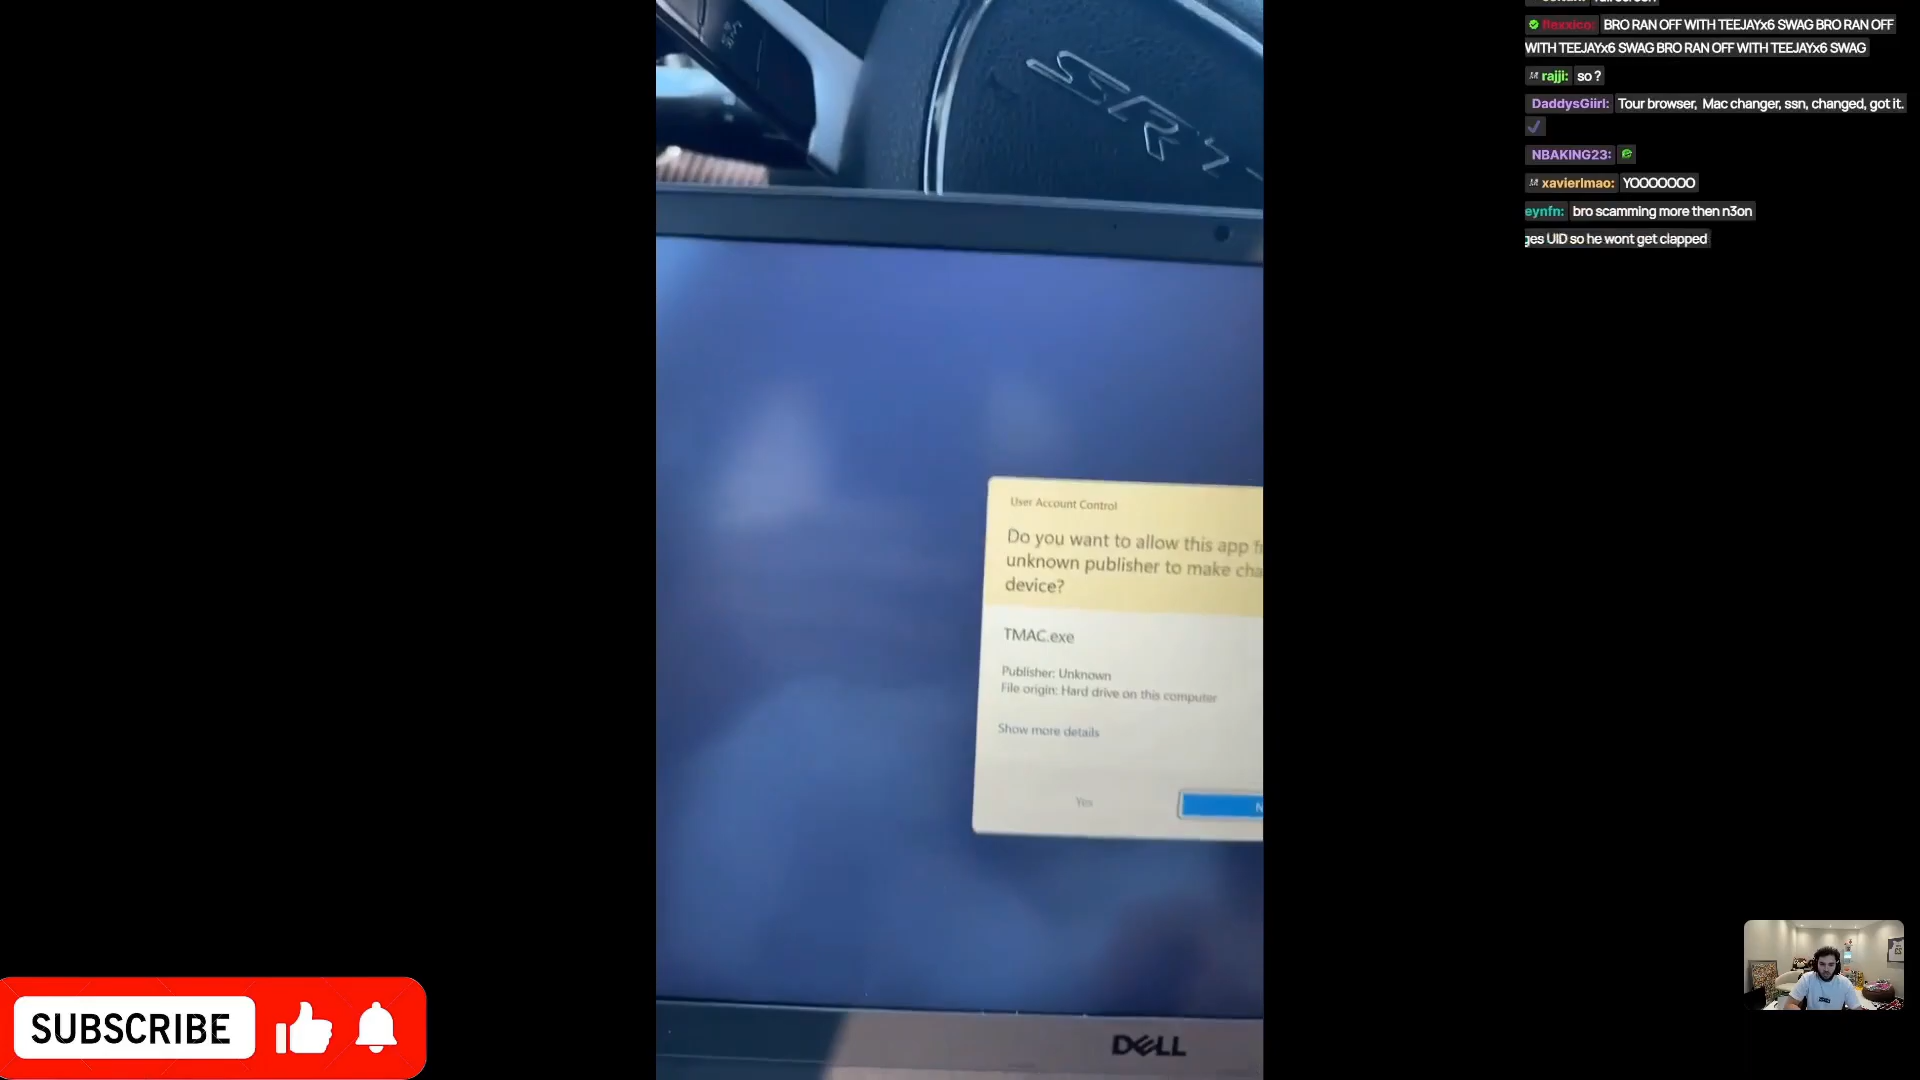 flexxico: BRO RAN OFF WITH TEEJAYx6 SWAG BRO RAN OFF
WITH TEEJAYx6 SWAG BRO RAN OFF WITH TEEJAYx6 SWAG
rajji: so ?
DaddysGiirl: Tour browser, Mac changer, ssn, changed, got it.
NBAKING23:
xavierlmao: YOOOOOOO
eynfn: bro scamming more then n3on
ges UID so he wont get clapped
SRT
User Account Control
Do you want to allow this app
unknown publisher to make cha
device?
TMAC.exe
Publisher: Unknown
File origin: Hard drive on this computer
Show more details
Yes
N
DELL
SUBSCRIBE